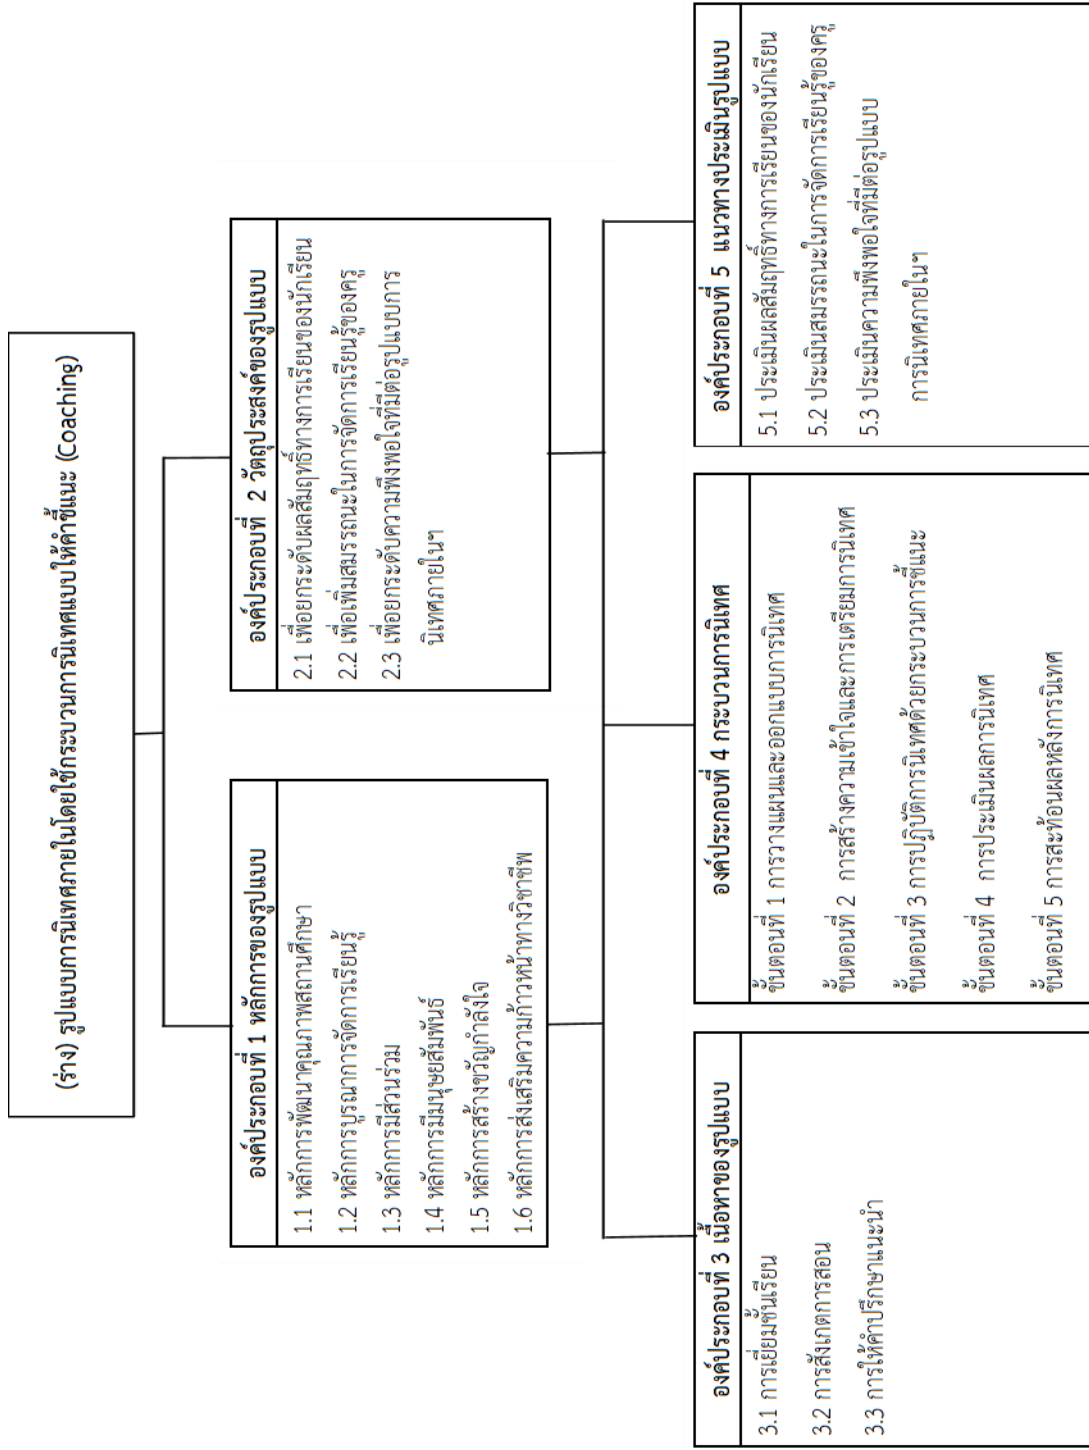 (ร่าง) รูปแบบการนิเทศภายในโดยใช้กระบวนการนิเทศแบบให้คำชี้แนะ (Coaching)
องค์ประกอบที่ 1 หลักการของรูปแบบ
1.1 หลักการพัฒนาคุณภาพสถานศึกษา
1.2 หลักการบูรณาการจัดการเรียนรู้
1.3 หลักการมีส่วนร่วม
1.4 หลักการมีมนุษยสัมพันธ์
1.5 หลักการสร้างขวัญกำลังใจ
1.6 หลักการส่งเสริมความก้าวหน้าทางวิชาชีพ
องค์ประกอบที่ 2 วัตถุประสงค์ของรูปแบบ
2.1 เพื่อยกระดับผลสัมฤทธิ์ทางการเรียนของนักเรียน
2.2 เพื่อเพิ่มสมรรถนะในการจัดการเรียนรู้ของครู
2.3 เพื่อยกระดับความพึงพอใจที่มีต่อรูปแบบการ
นิเทศภายในฯ
องค์ประกอบที่ 3 เนื้อหาของรูปแบบ
3.1 การเยี่ยมชั้นเรียน
3.2 การสังเกตการสอน
3.3 การให้คำปรึกษาแนะนำ
องค์ประกอบที่ 4 กระบวนการนิเทศ
ขั้นตอนที่ 1 การวางแผนและออกแบบการนิเทศ
ขั้นตอนที่ 2 การสร้างความเข้าใจและการเตรียมการนิเทศ
ขั้นตอนที่ 3 การปฏิบัติการนิเทศด้วยกระบวนการชี้แนะ
ขั้นตอนที่ 4 การประเมินผลการนิเทศ
ขั้นตอนที่ 5 การสะท้อนผลหลังการนิเทศ
องค์ประกอบที่ 5 แนวทางประเมินรูปแบบ
5.1 ประเมินผลสัมฤทธิ์ทางการเรียนของนักเรียน
5.2 ประเมินสมรรถนะในการจัดการเรียนรู้ของครู
5.3 ประเมินความพึงพอใจที่มีต่อรูปแบบ
การนิเทศภายในฯ